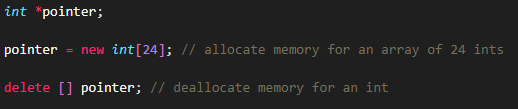 int *pointer;
pointer = new int[24]; // allocate memory for an array of 24 ints
delete [] pointer; // deallocate memory for an int